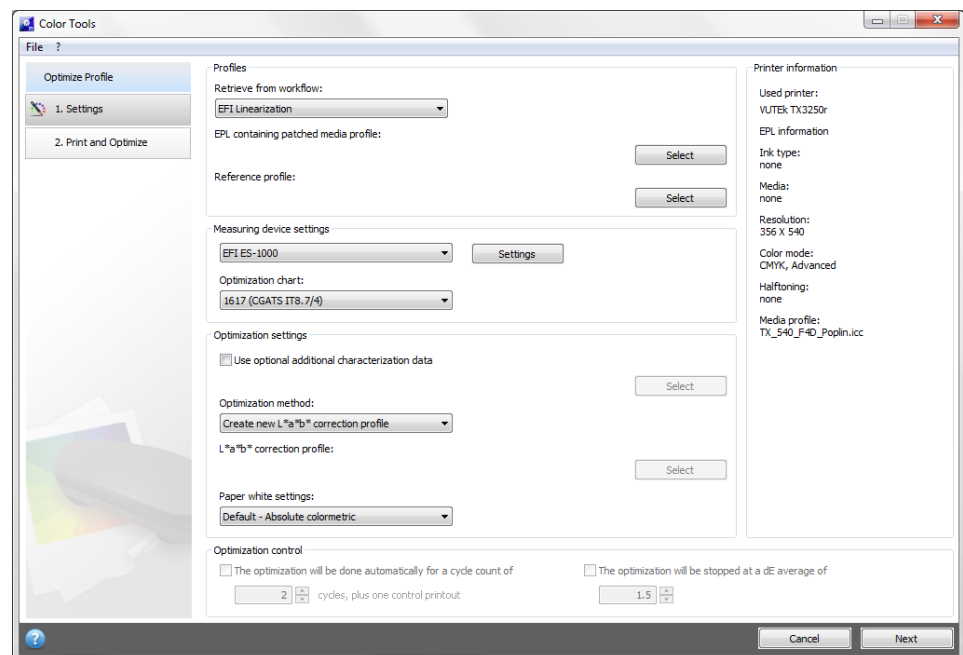 Color Tools
File ?
Optimize Profile
1. Settings
2. Print and Optimize
Profiles
Retrieve from workflow:
EFI Linearization
EPL containing patched media profile:
Select
Reference profile:
Select
Measuring device settings
EFI ES-1000
Settings
Optimization chart:
1617 (CGATS IT8.7/4)
Optimization settings
Use optional additional characterization data
Select
Optimization method:
Create new L*a*b* correction profile
L*a*b* correction profile:
Select
Paper white settings:
Default - Absolute colormetric
Optimization control
The optimization will be done automatically for a cycle count of
2 cycles, plus one control printout
The optimization will be stopped at a dE average of
1.5
Printer information
Used printer:
VUTEk TX3250r
EPL information
Ink type:
none
Media:
none
Resolution:
356 X 540
Color mode:
CMYK, Advanced
Halftoning:
none
Media profile:
TX_540_F4D_Poplin.icc
?
Cancel
Next